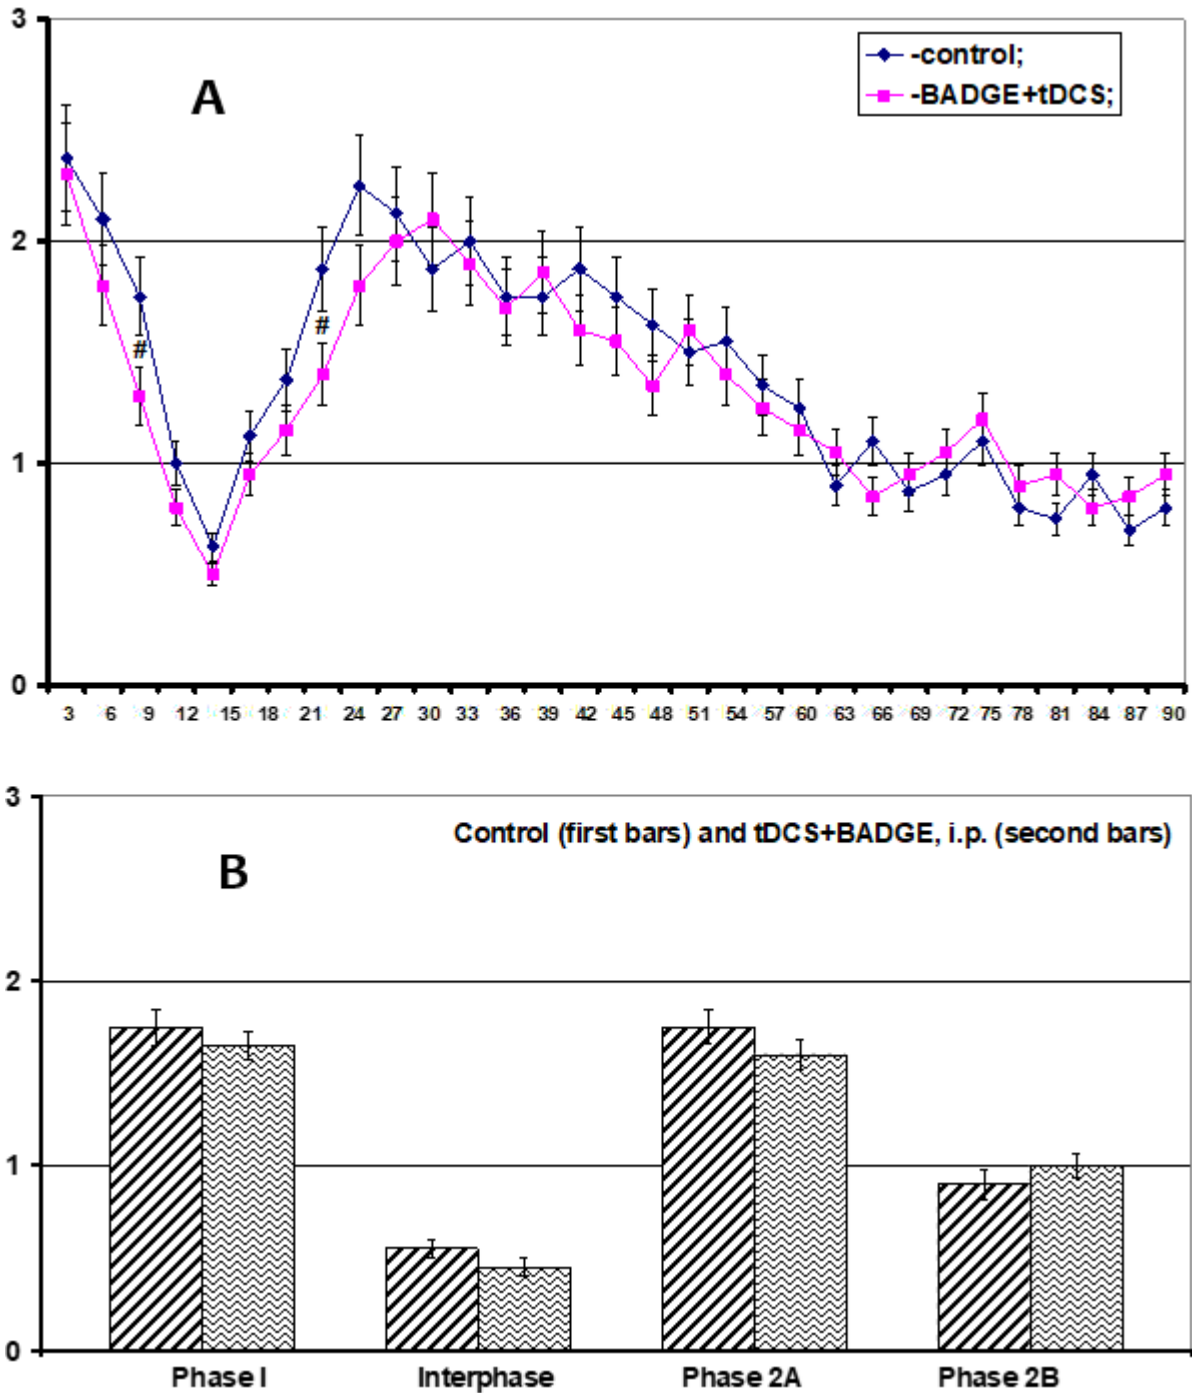 3
-control;
-BADGE+tDCS;
A
2
#
#
1
0
3 6 9 12 15 18 21 24 27 30 33 36 39 42 45 48 51 54 57 60 63 66 69 72 75 78 81 84 87 90
3
Control (first bars) and tDCS+BADGE, i.p. (second bars)
B
2
1
0
Phase I Interphase Phase 2A Phase 2B